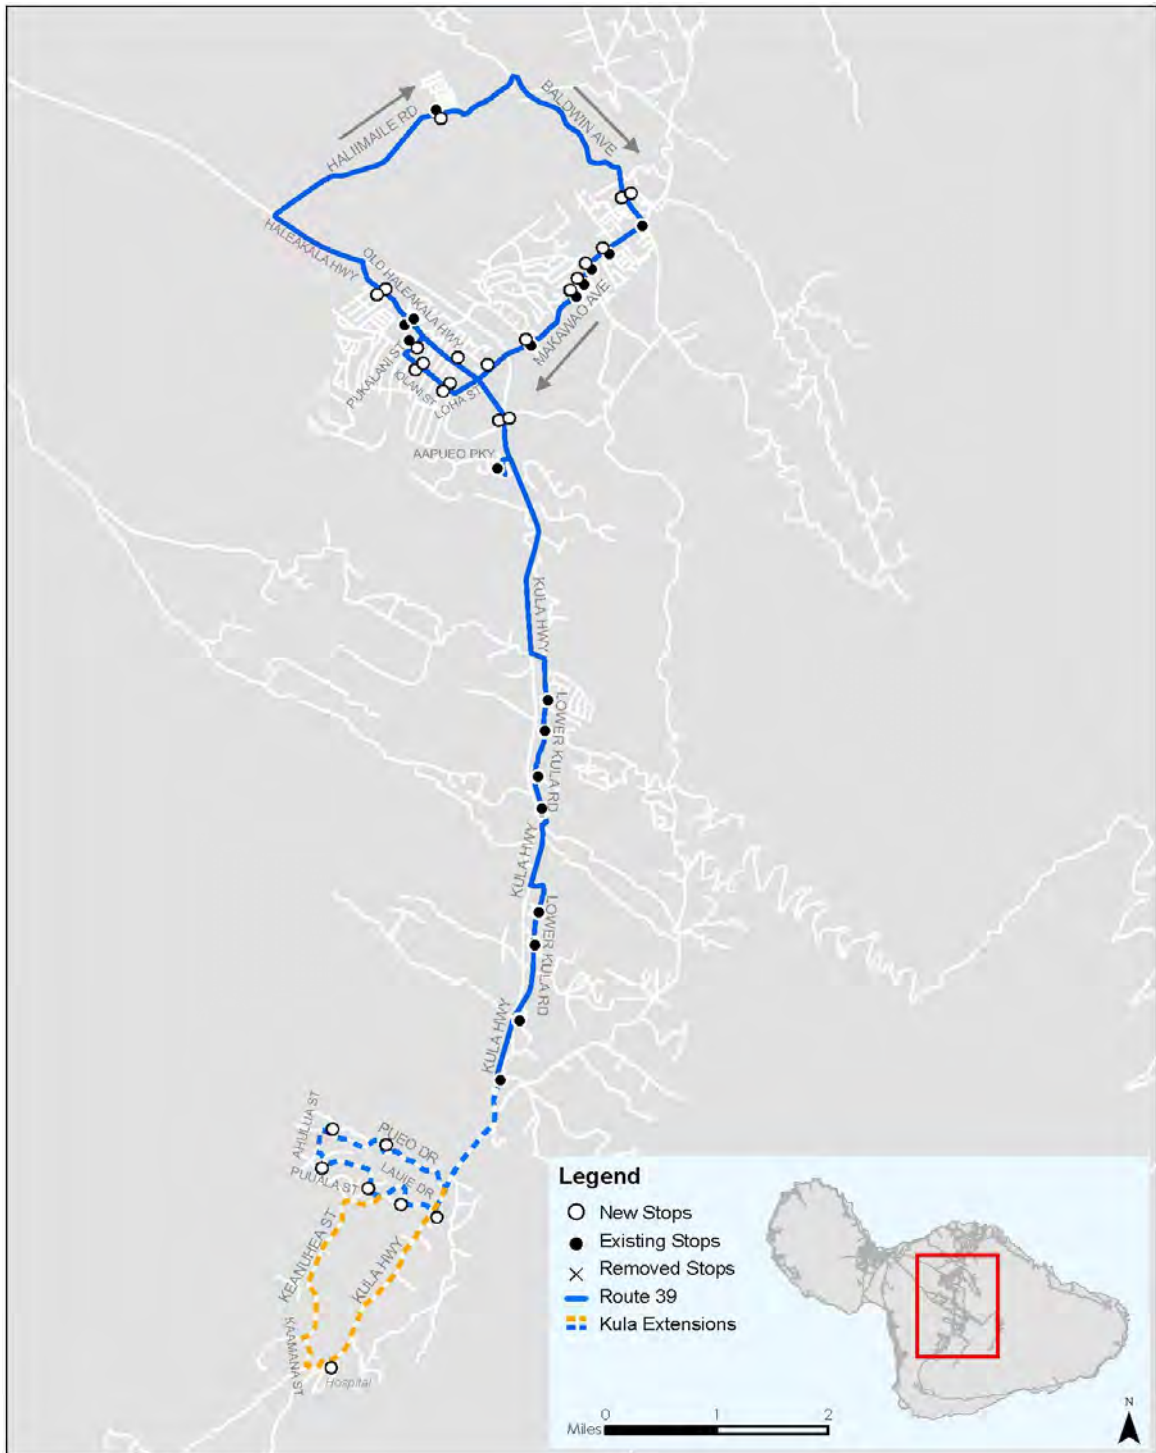 BALDWIN AVE
HALIIMAILE RD
HALEAKALA HWY
OLD HALEAKALA HWY
MAKAWAO AVE
PUKALANI ST
IOLANI ST
LOHA ST
AAPUEO PKY
KULA HWY
LOWER KULA RD
KULA HWY
LOWER KULA RD
KULA HWY
AHULUA ST
PUEO DR
LAUIE DR
PUUALA ST
KEANUHEA ST
KULA HWY
KAAMANA ST
Hospital
Legend
New Stops
Existing Stops
Removed Stops
Route 39
Kula Extensions
0 1 2
Miles
N